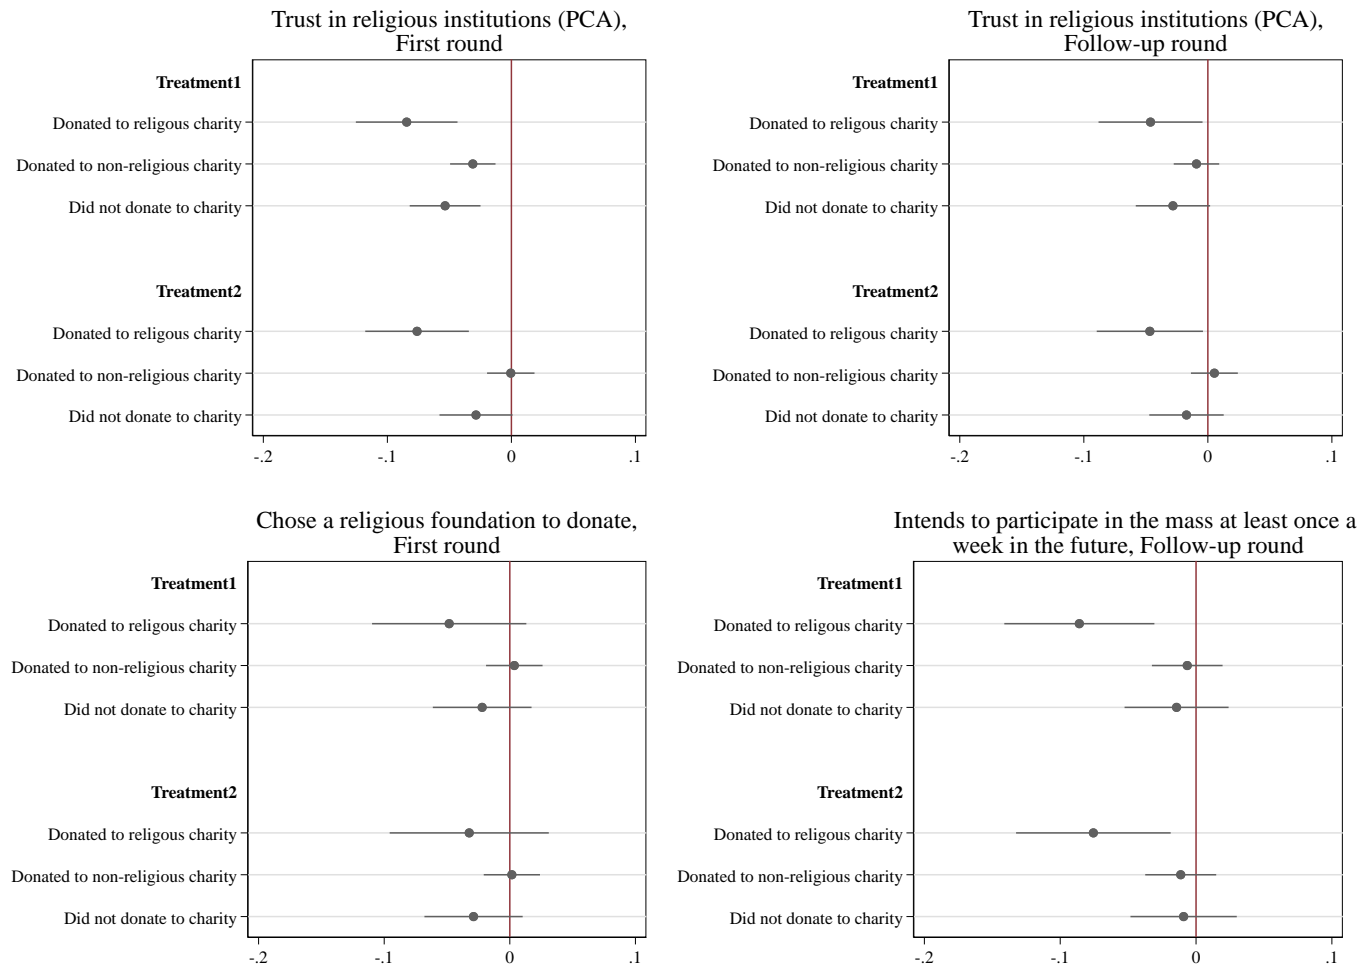 Trust in religious institutions (PCA),
First round
Treatment1
Donated to religous charity
Donated to non-religious charity
Did not donate to charity
Treatment2
Donated to religous charity
Donated to non-religious charity
Did not donate to charity
-.2 -.1 0 .1
Trust in religious institutions (PCA),
Follow-up round
Treatment1
Donated to religous charity
Donated to non-religious charity
Did not donate to charity
Treatment2
Donated to religous charity
Donated to non-religious charity
Did not donate to charity
-.2 -.1 0 .1
Chose a religious foundation to donate,
First round
Treatment1
Donated to religous charity
Donated to non-religious charity
Did not donate to charity
Treatment2
Donated to religous charity
Donated to non-religious charity
Did not donate to charity
-.2 -.1 0 .1
Intends to participate in the mass at least once a
week in the future, Follow-up round
Treatment1
Donated to religous charity
Donated to non-religious charity
Did not donate to charity
Treatment2
Donated to religous charity
Donated to non-religious charity
Did not donate to charity
-.2 -.1 0 .1